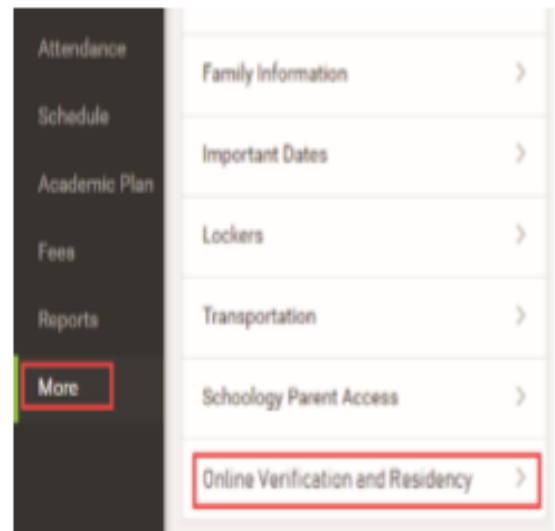 Attendance
Schedule
Academic Plan
Fees
Reports
More
Family Information
Important Dates
Lockers
Transportation
Schoology Parent Access
Online Verification and Residency